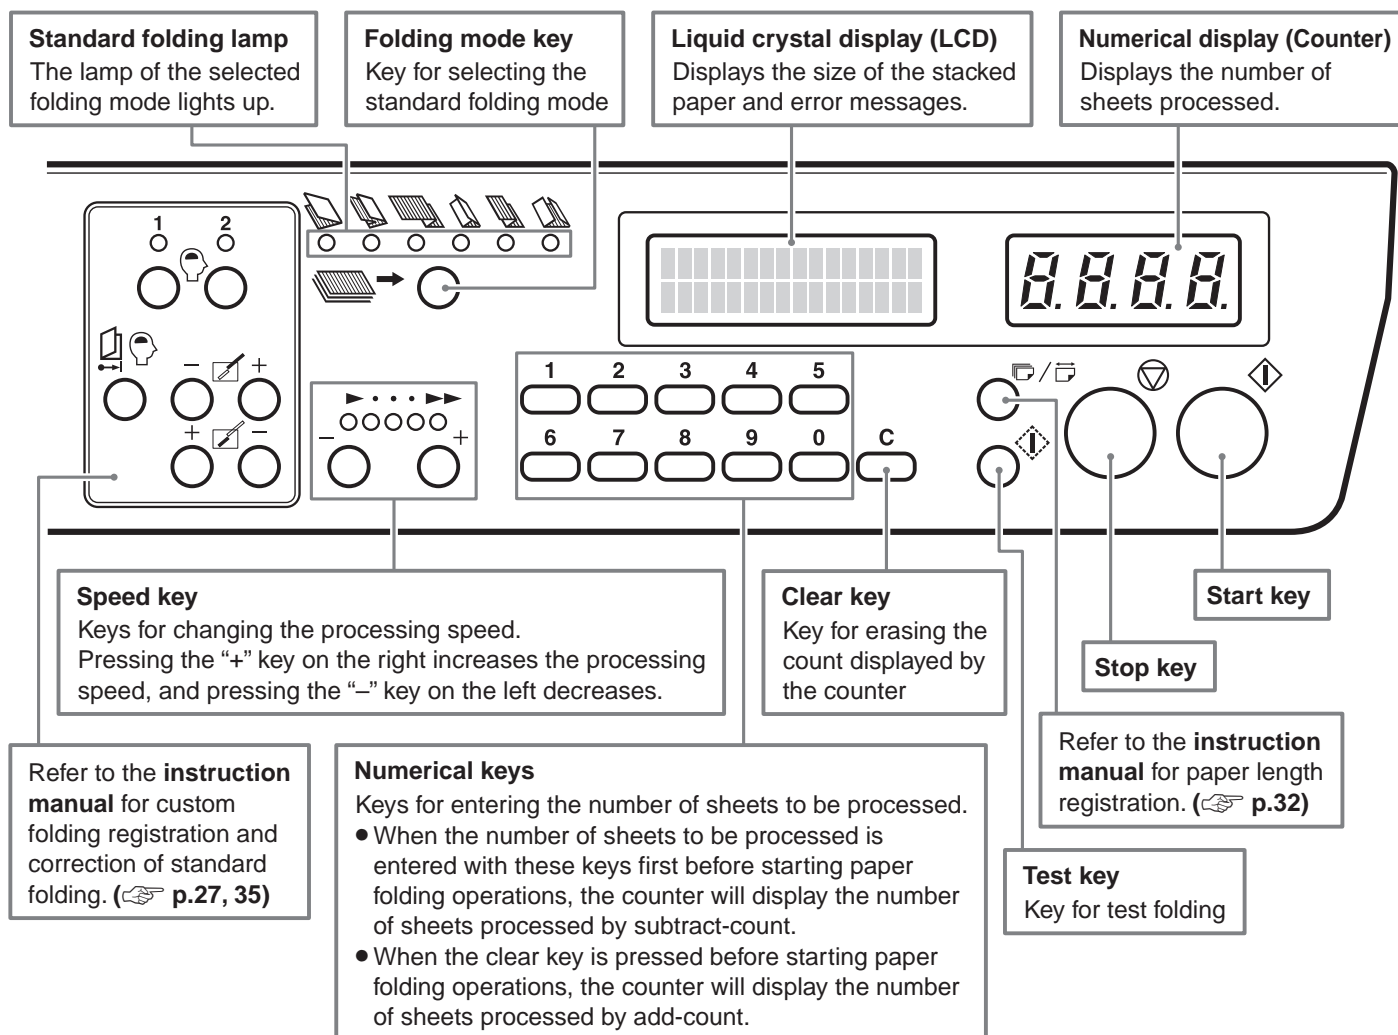 Standard folding lamp
The lamp of the selected
folding mode lights up.
Folding mode key
Key for selecting the
standard folding mode
Liquid crystal display (LCD)
Displays the size of the stacked
paper and error messages.
Numerical display (Counter)
Displays the number of
sheets processed.
1 2
− +
+ −
− +
1 2 3 4 5
6 7 8 9 0 C
8.8.8.8.
/
Speed key
Keys for changing the processing speed.
Pressing the “+” key on the right increases the processing
speed, and pressing the “–” key on the left decreases.
Clear key
Key for erasing the
count displayed by
the counter
Start key
Stop key
Refer to the instruction
manual for custom
folding registration and
correction of standard
folding. (☞ p.27, 35)
Numerical keys
Keys for entering the number of sheets to be processed.
● When the number of sheets to be processed is
entered with these keys first before starting paper
folding operations, the counter will display the number
of sheets processed by subtract-count.
● When the clear key is pressed before starting paper
folding operations, the counter will display the number
of sheets processed by add-count.
Refer to the instruction
manual for paper length
registration. (☞ p.32)
Test key
Key for test folding